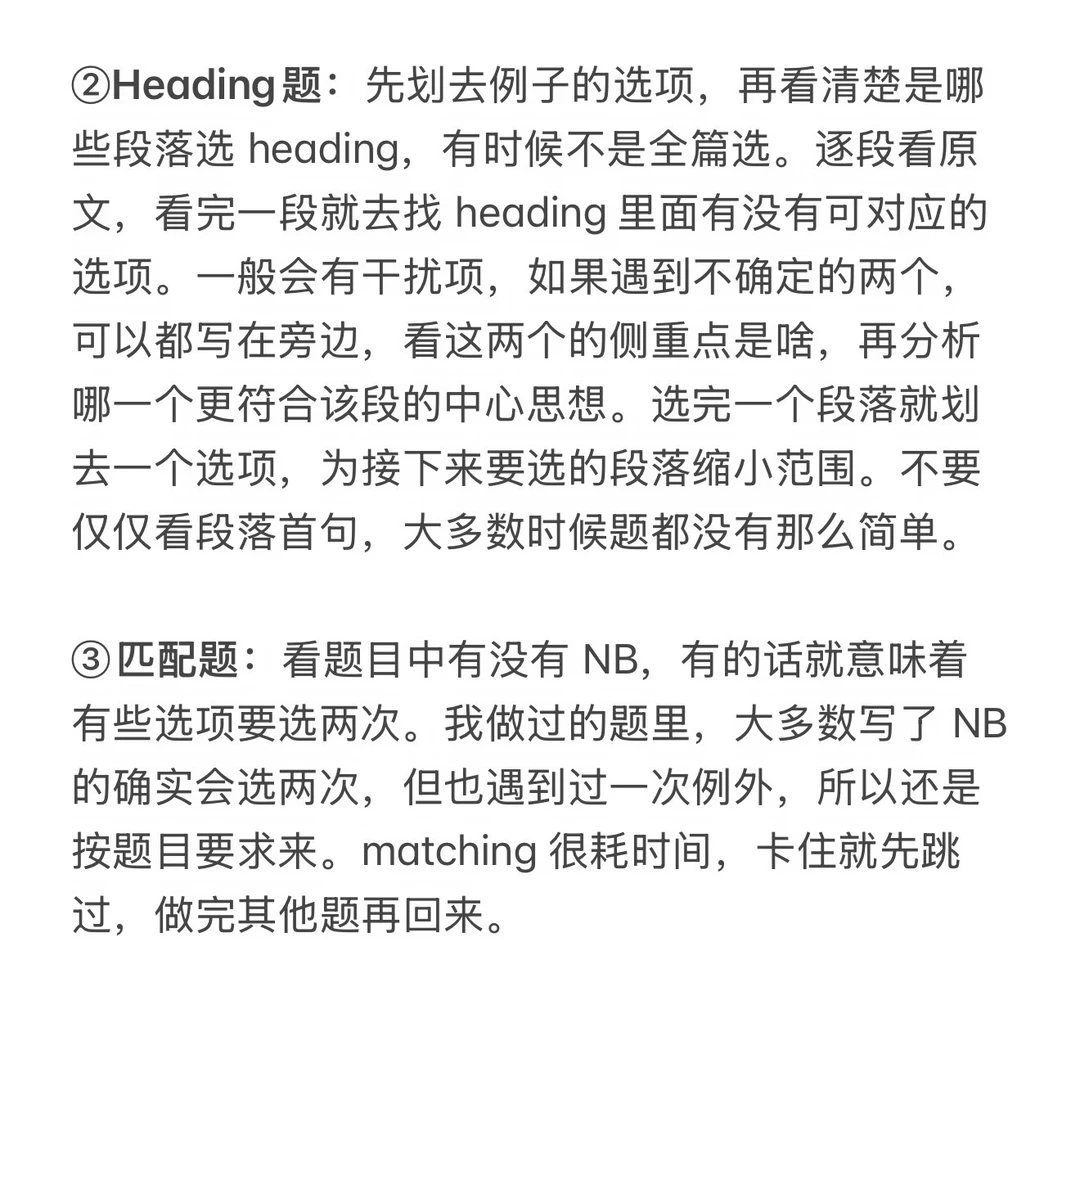 ②Heading题：先划去例子的选项，再看清楚是哪
些段落选 heading，有时候不是全篇选。逐段看原
文，看完一段就去找 heading 里面有没有可对应的
选项。一般会有干扰项，如果遇到不确定的两个，
可以都写在旁边，看这两个的侧重点是啥，再分析
哪一个更符合该段的中心思想。选完一个段落就划
去一个选项，为接下来要选的段落缩小范围。不要
仅仅看段落首句，大多数时候题都没有那么简单。
③匹配题：看题目中有没有 NB，有的话就意味着
有些选项要选两次。我做过的题里，大多数写了 NB
的确实会选两次，但也遇到过一次例外，所以还是
按题目要求来。matching 很耗时间，卡住就先跳
过，做完其他题再回来。